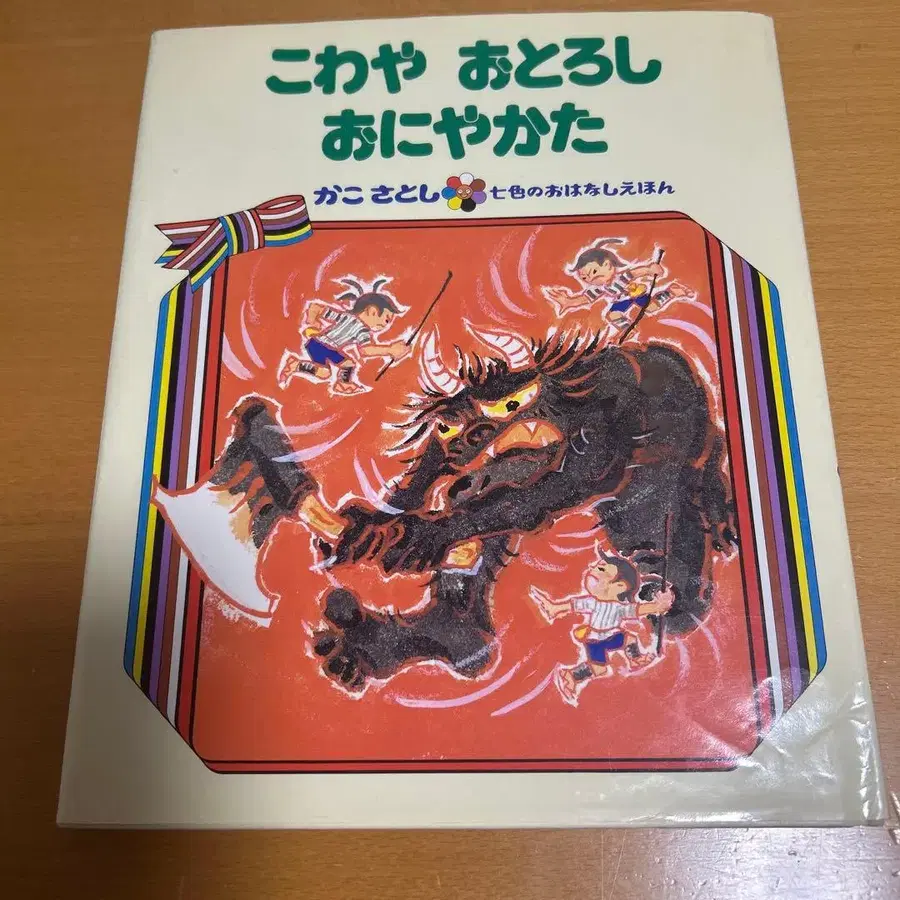 こわや おとろし
おにやかた
かこ さとし 七色のおはなしえほん